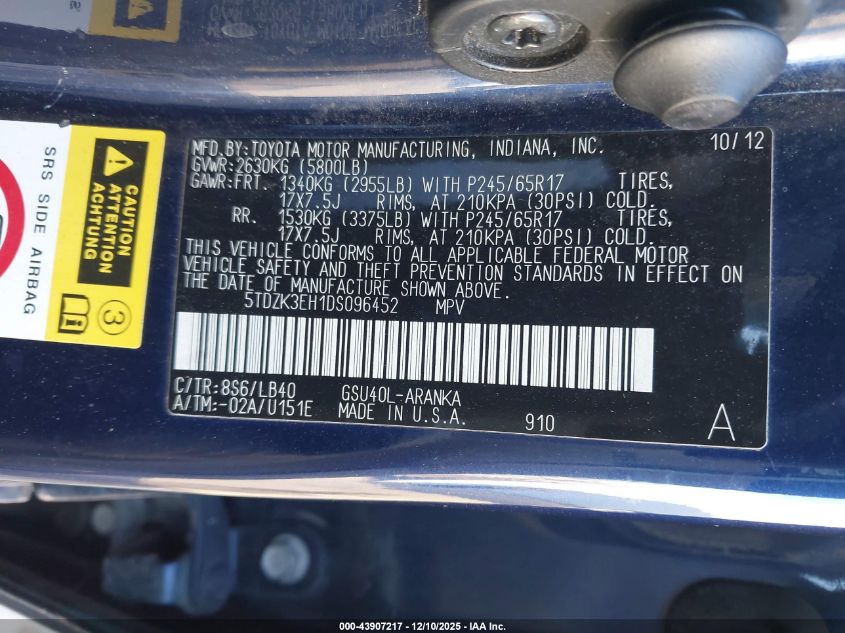 MFD.BY:TOYOTA MOTOR MANUFACTURING, INDIANA, INC. 10/12
GVWR:2630KG (5800LB)
GAWR:FRT. 1340KG (2955LB) WITH P245/65R17 TIRES,
17X7.5J RIMS, AT 210KPA (30PSI) COLD.
RR. 1530KG (3375LB) WITH P245/65R17 TIRES,
17X7.5J RIMS, AT 210KPA (30PSI) COLD.
THIS VEHICLE CONFORMS TO ALL APPLICABLE FEDERAL MOTOR
VEHICLE SAFETY AND THEFT PREVENTION STANDARDS IN EFFECT ON
THE DATE OF MANUFACTURE SHOWN ABOVE.
5TDZK3EH1DS096452 MPV
C/TR:8S6/LB40 GSU40L-ARANKA
A/TM:-02A/U151E MADE IN U.S.A. 910 A
SRS SIDE AIRBAG
CAUTION
ATTENTION
ACHTUNG
3
000-43907217 - 12/10/2025 - IAA Inc.